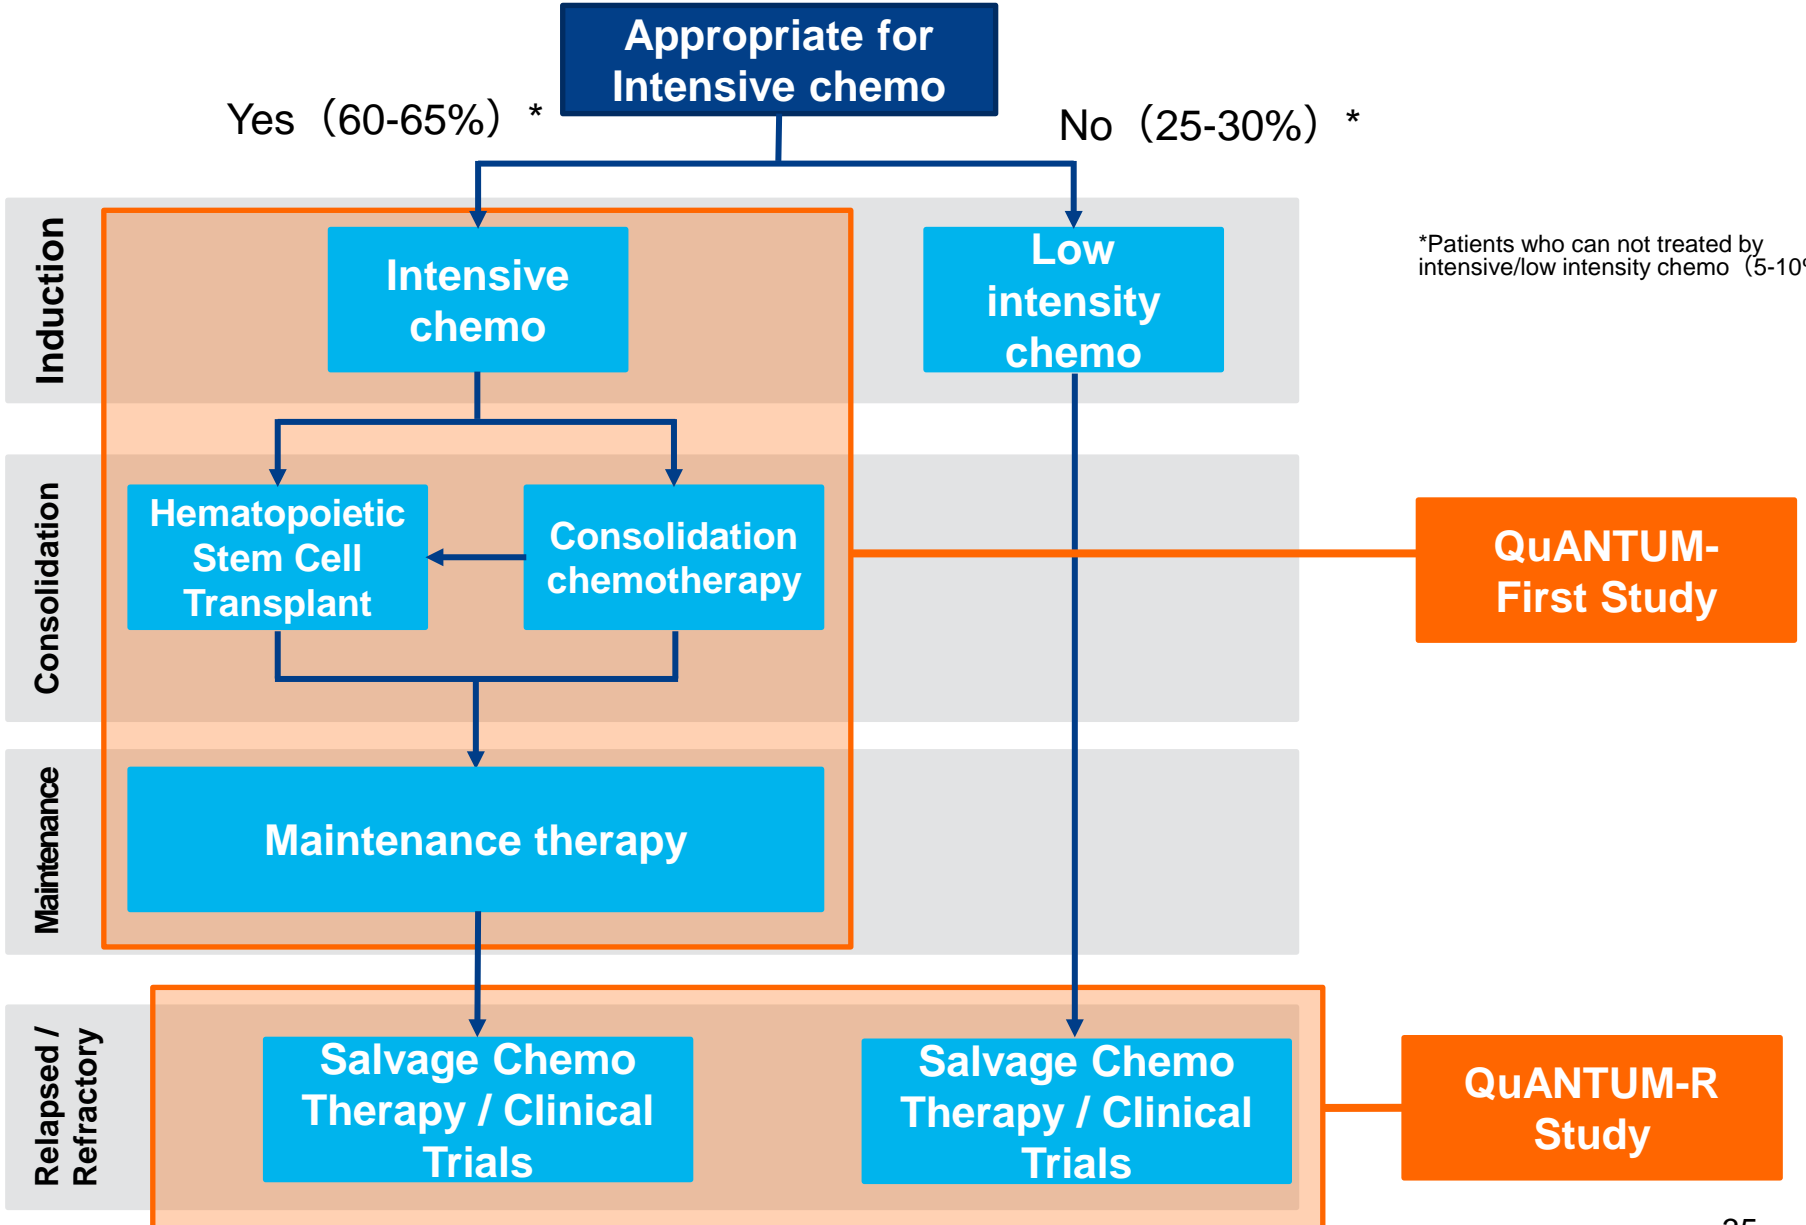 Appropriate for
Intensive chemo
Yes（60-65%）*
No（25-30%）*
Induction
Intensive
chemo
Low
intensity
chemo
*Patients who can not treated by
intensive/low intensity chemo（5-10%
Consolidation
Hematopoietic
Stem Cell
Transplant
Consolidation
chemotherapy
QuANTUM-
First Study
Maintenance
Maintenance therapy
Relapsed /
Refractory
Salvage Chemo
Therapy / Clinical
Trials
Salvage Chemo
Therapy / Clinical
Trials
QuANTUM-R
Study